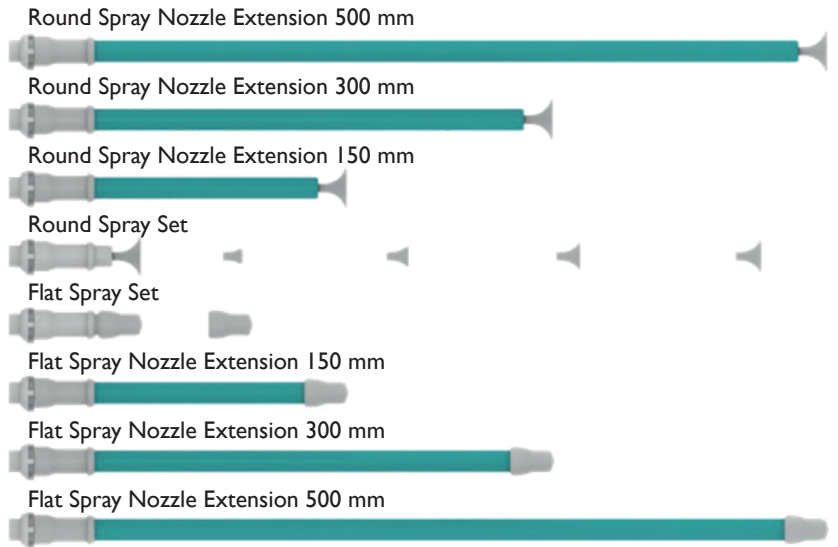 Round Spray Nozzle Extension 500 mm
Round Spray Nozzle Extension 300 mm
Round Spray Nozzle Extension 150 mm
Round Spray Set
Flat Spray Set
Flat Spray Nozzle Extension 150 mm
Flat Spray Nozzle Extension 300 mm
Flat Spray Nozzle Extension 500 mm